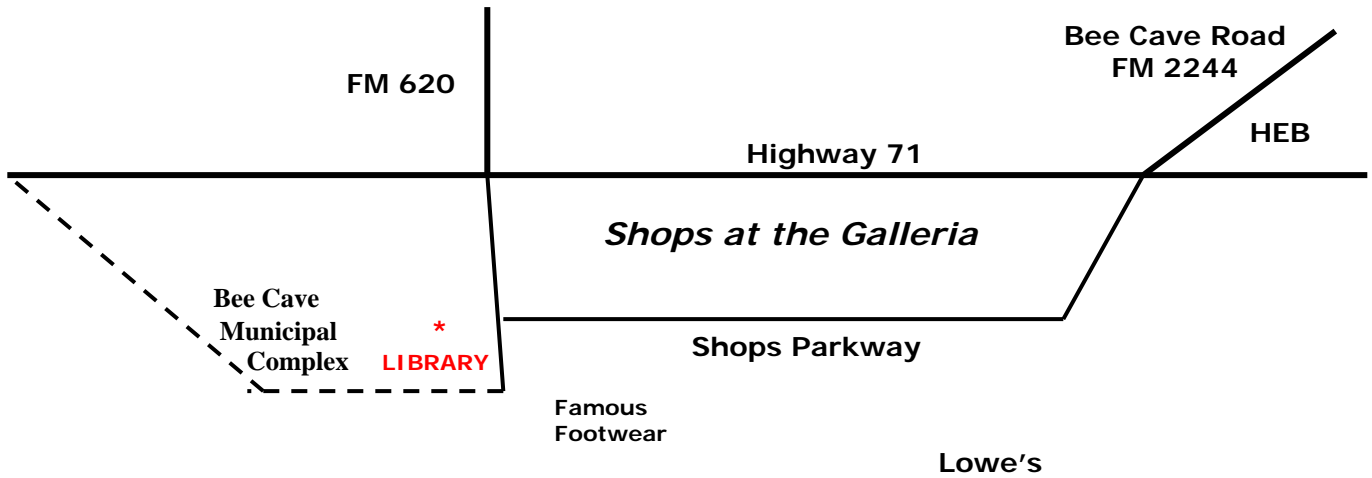 Bee Cave Road
FM 2244
FM 620
HEB
Highway 71
Shops at the Galleria
Bee Cave
Municipal
Complex
*
LIBRARY
Shops Parkway
Famous
Footwear
Lowe's